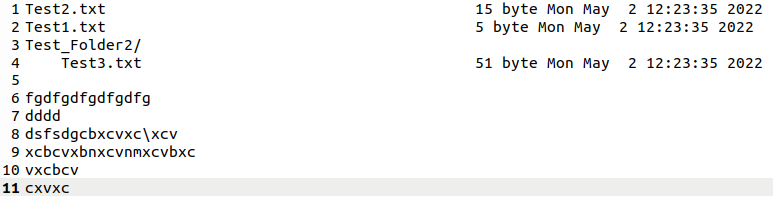 1 Test2.txt 15 byte Mon May  2 12:23:35 2022
2 Test1.txt 5 byte Mon May  2 12:23:35 2022
3 Test_Folder2/
4     Test3.txt 51 byte Mon May  2 12:23:35 2022
5
6 fgdfgdfgdfgdfg
7 dddd
8 dsfsdgcbxcvxc\xcv
9 xcbcvxbnxcvnmxcvbxc
10 vxcbcv
11 cxvxc